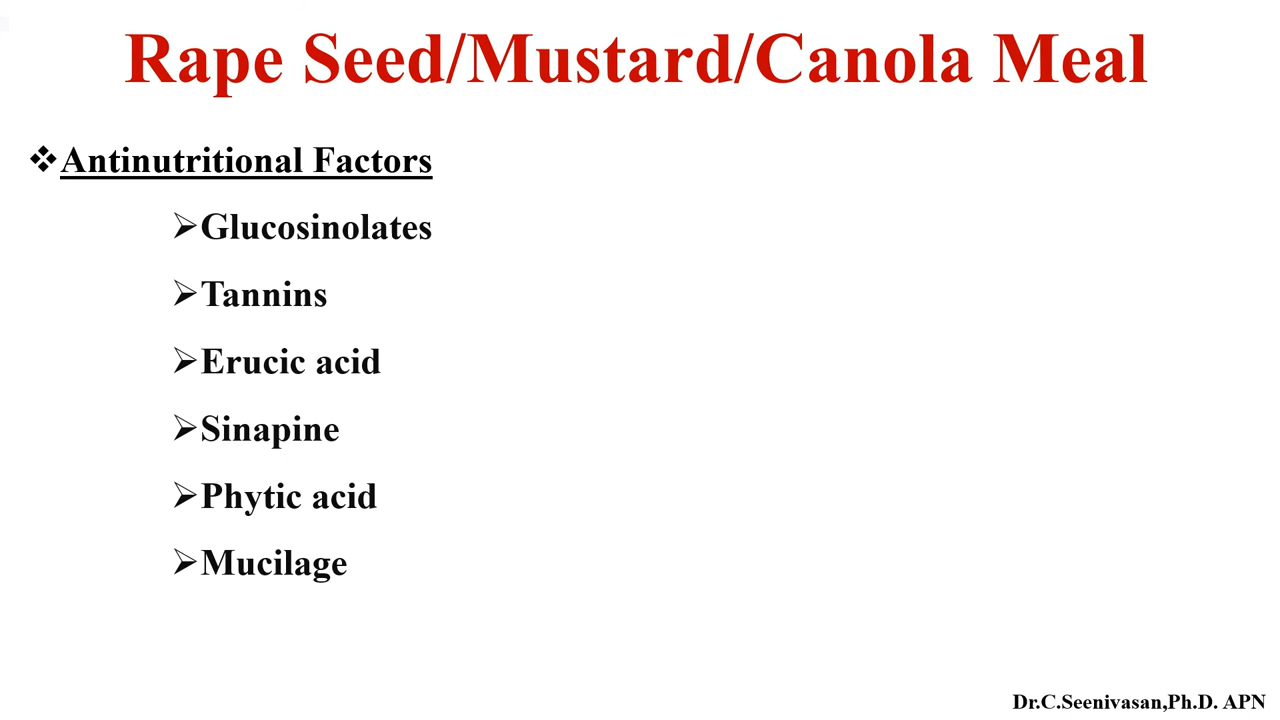 Rape Seed/Mustard/Canola Meal
❖Antinutritional Factors
➢Glucosinolates
➢Tannins
➢Erucic acid
➢Sinapine
➢Phytic acid
➢Mucilage
Dr.C.Seenivasan,Ph.D. APN